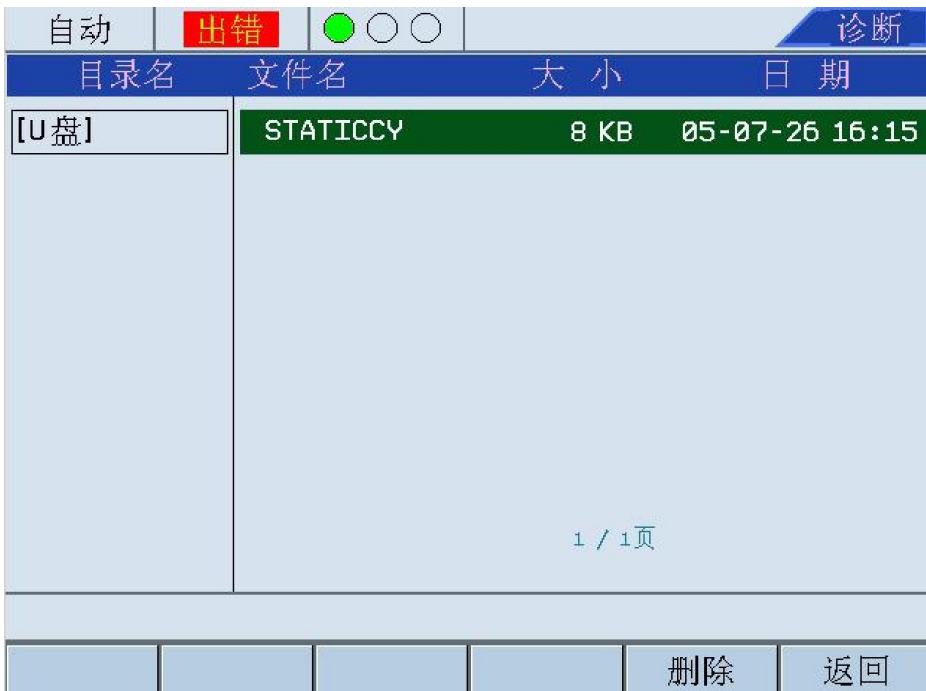 自动 出错 诊断
目录名 文件名 大 小 日 期
[U盘] STATICCY 8 KB 05-07-26 16:15
1 / 1页
删除 返回